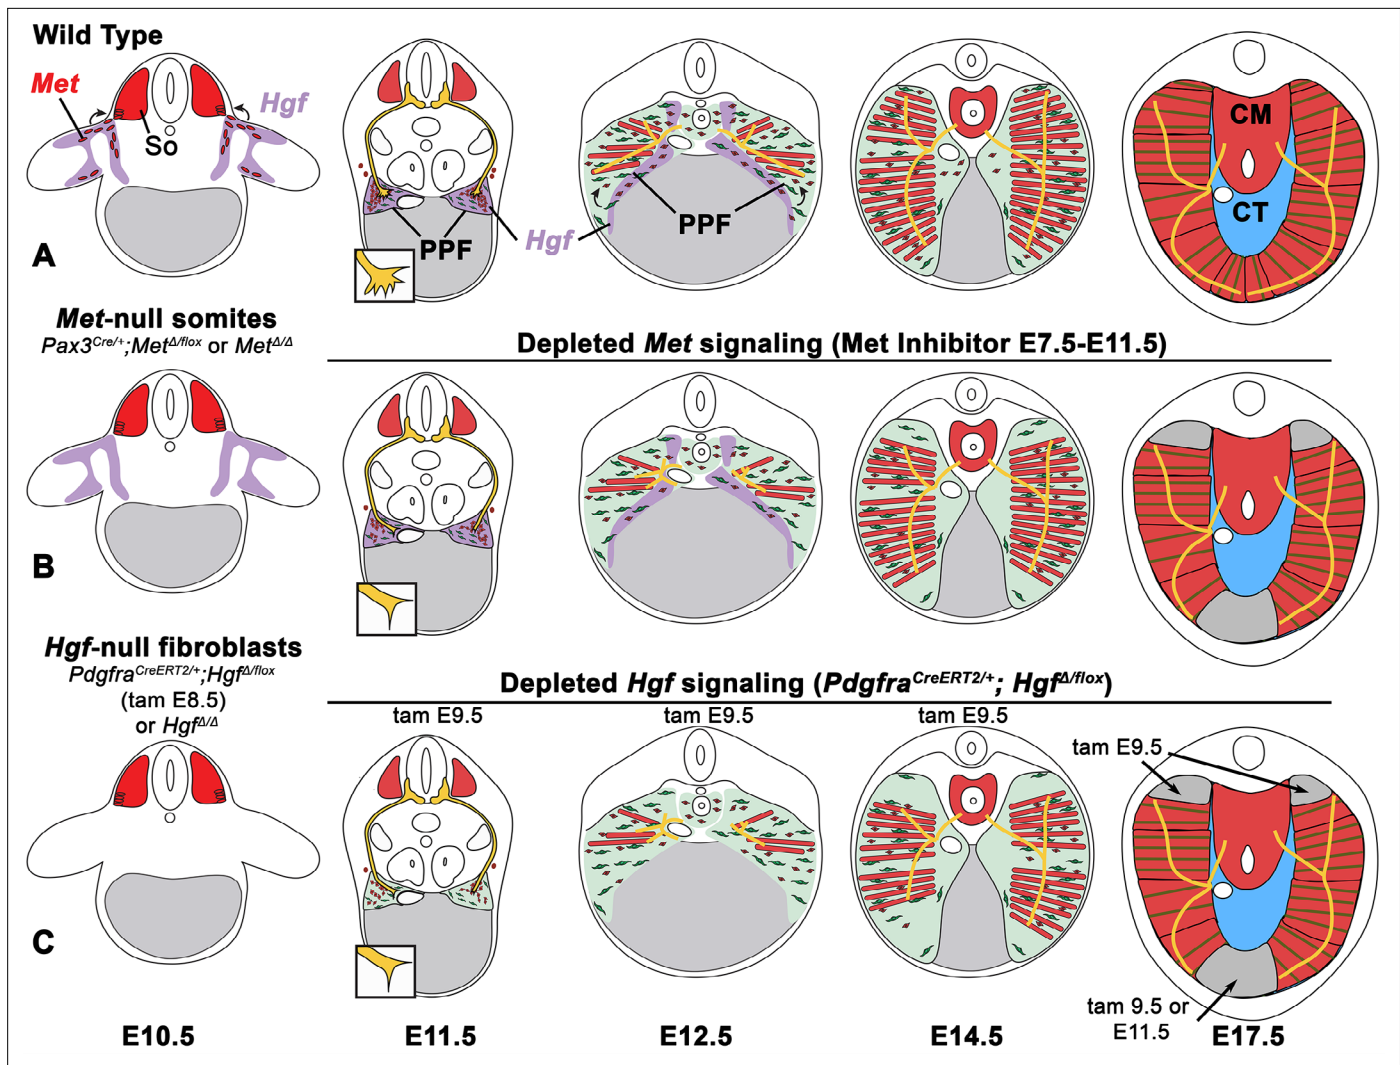 Wild Type
Met
Hgf
So
PPF
Hgf
PPF
CM
CT
A
Met-null somites
Pax3Cre/+;MetΔ/flox or MetΔ/Δ
Depleted Met signaling (Met Inhibitor E7.5-E11.5)
B
Hgf-null fibroblasts
PdgfraCreERT2/+;HgfΔ/flox
(tam E8.5)
or HgfΔ/Δ
Depleted Hgf signaling (PdgfraCreERT2/+; HgfΔ/flox)
tam E9.5
tam E9.5
tam E9.5
tam E9.5
C
tam 9.5 or
E11.5
E10.5
E11.5
E12.5
E14.5
E17.5